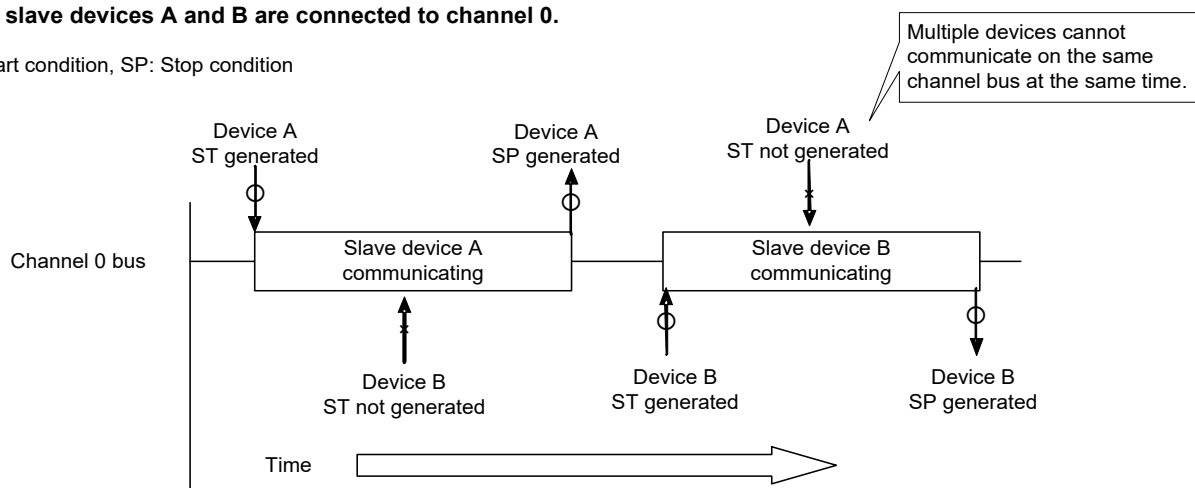 slave devices A and B are connected to channel 0.
art condition, SP: Stop condition
Multiple devices cannot
communicate on the same
channel bus at the same time.
Device A
ST generated
Device A
SP generated
Device A
ST not generated
Channel 0 bus
Slave device A
communicating
Slave device B
communicating
Device B
ST not generated
Device B
ST generated
Device B
SP generated
Time